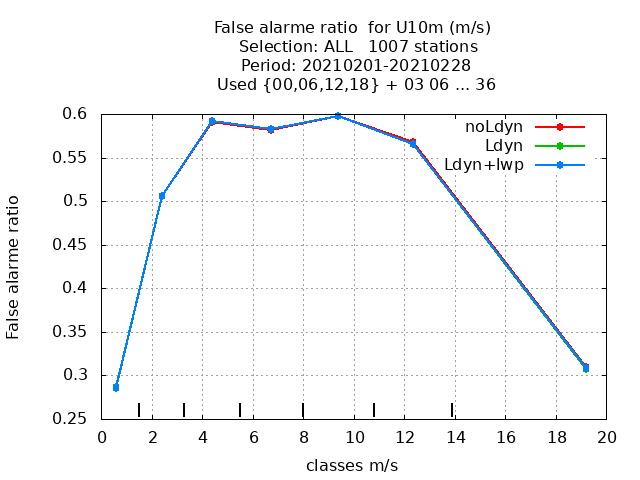 False alarme ratio  for U10m (m/s)
Selection: ALL   1007 stations
Period: 20210201-20210228
Used {00,06,12,18} + 03 06 ... 36
noLdyn
Ldyn
Ldyn+lwp
False alarme ratio
0.6
0.55
0.5
0.45
0.4
0.35
0.3
0.25
0 2 4 6 8 10 12 14 16 18 20
classes m/s